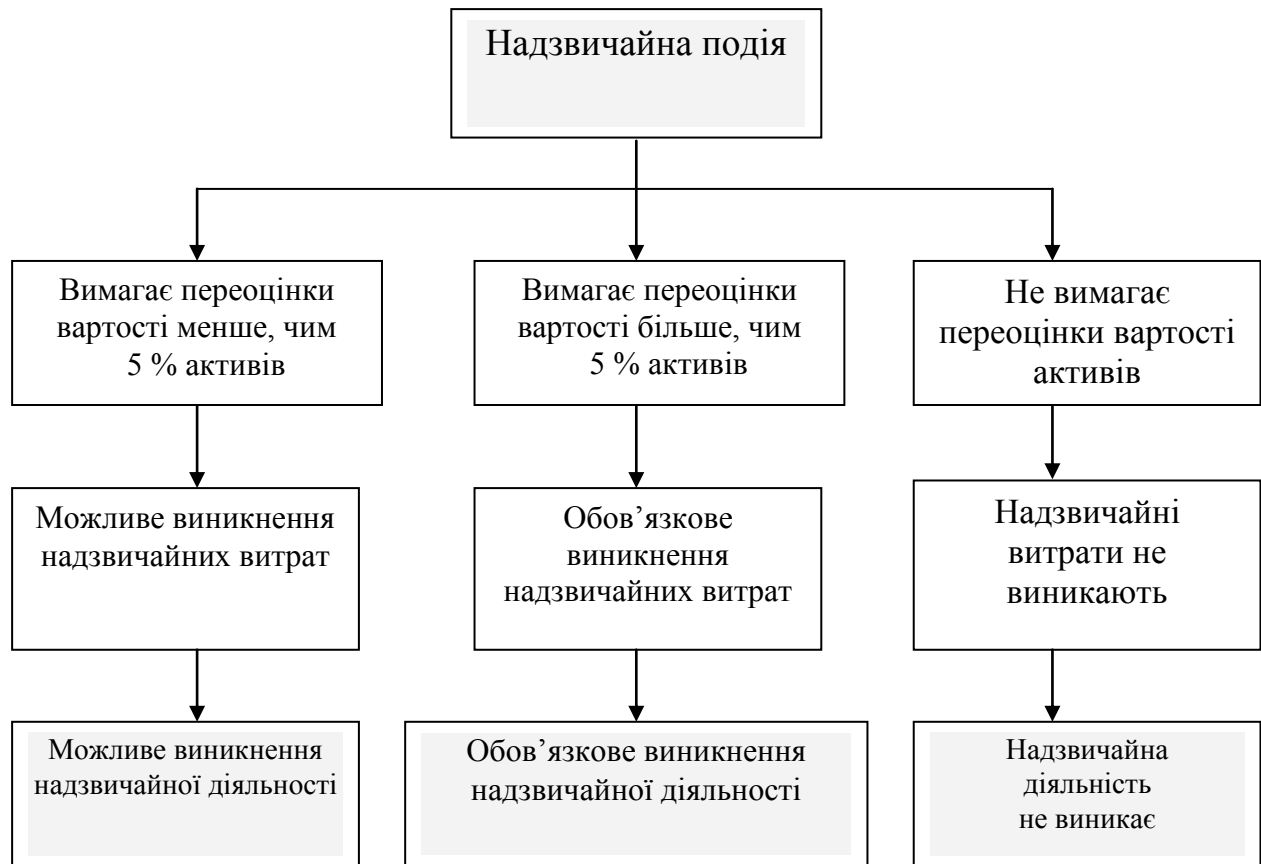 Надзвичайна подія
Вимагає переоцінки
вартості менше, чим
5 % активів
Вимагає переоцінки
вартості більше, чим
5 % активів
Не вимагає
переоцінки вартості
активів
Можливе виникнення
надзвичайних витрат
Обов’язкове
виникнення
надзвичайних витрат
Надзвичайні
витрати не
виникають
Можливе виникнення
надзвичайної діяльності
Обов’язкове виникнення
надзвичайної діяльності
Надзвичайна
діяльність
не виникає